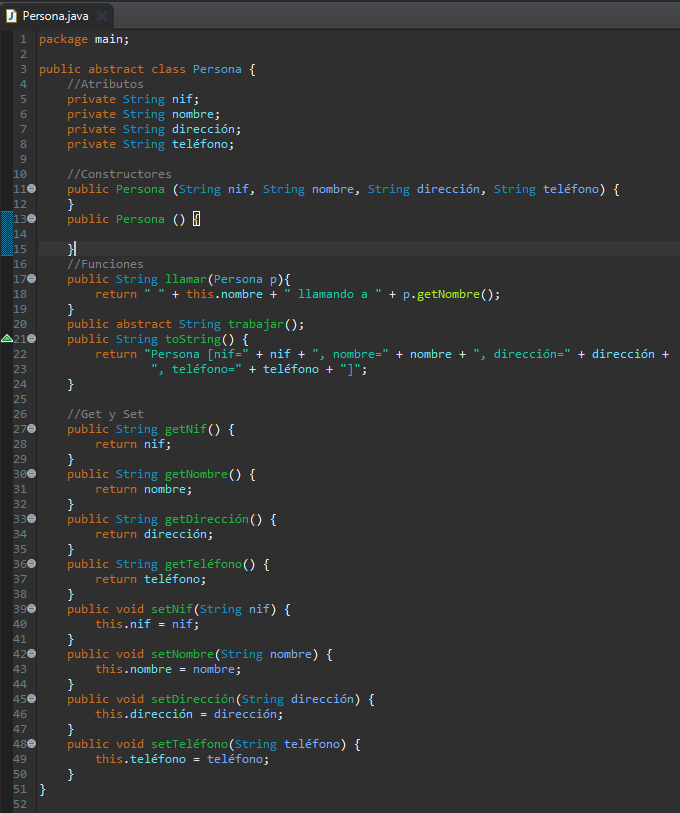 Persona.java
1 package main;
2
3 public abstract class Persona {
4 //Atributos
5 private String nif;
6 private String nombre;
7 private String dirección;
8 private String teléfono;
9
10 //Constructores
11 public Persona (String nif, String nombre, String dirección, String teléfono) {
12 }
13 public Persona () {
14
15 }
16 //Funciones
17 public String llamar(Persona p){
18 return " " + this.nombre + " llamando a " + p.getNombre();
19 }
20 public abstract String trabajar();
21 public String toString() {
22 return "Persona [nif=" + nif + ", nombre=" + nombre + ", dirección=" + dirección +
23 ", teléfono=" + teléfono + "]";
24 }
25
26 //Get y Set
27 public String getNif() {
28 return nif;
29 }
30 public String getNombre() {
31 return nombre;
32 }
33 public String getDirección() {
34 return dirección;
35 }
36 public String getTeléfono() {
37 return teléfono;
38 }
39 public void setNif(String nif) {
40 this.nif = nif;
41 }
42 public void setNombre(String nombre) {
43 this.nombre = nombre;
44 }
45 public void setDirección(String dirección) {
46 this.dirección = dirección;
47 }
48 public void setTeléfono(String teléfono) {
49 this.teléfono = teléfono;
50 }
51 }
52